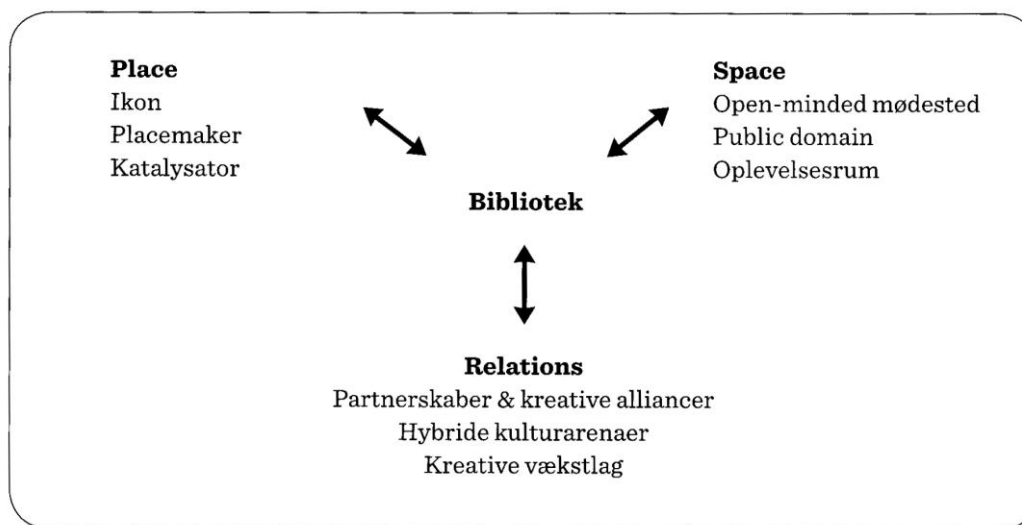 Place
Ikon
Placemaker
Katalysator
Space
Open-minded mødested
Public domain
Oplevelsesrum
Bibliotek
Relations
Partnerskaber & kreative alliancer
Hybride kulturarenaer
Kreative vækstlag